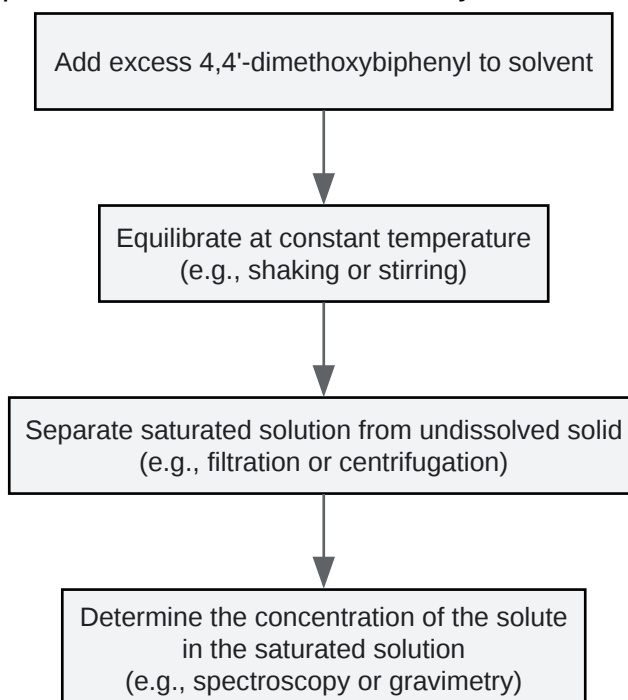 Add excess 4,4'-dimethoxybiphenyl to solvent
Equilibrate at constant temperature
(e.g., shaking or stirring)
Separate saturated solution from undissolved solid
(e.g., filtration or centrifugation)
Determine the concentration of the solute
in the saturated solution
(e.g., spectroscopy or gravimetry)